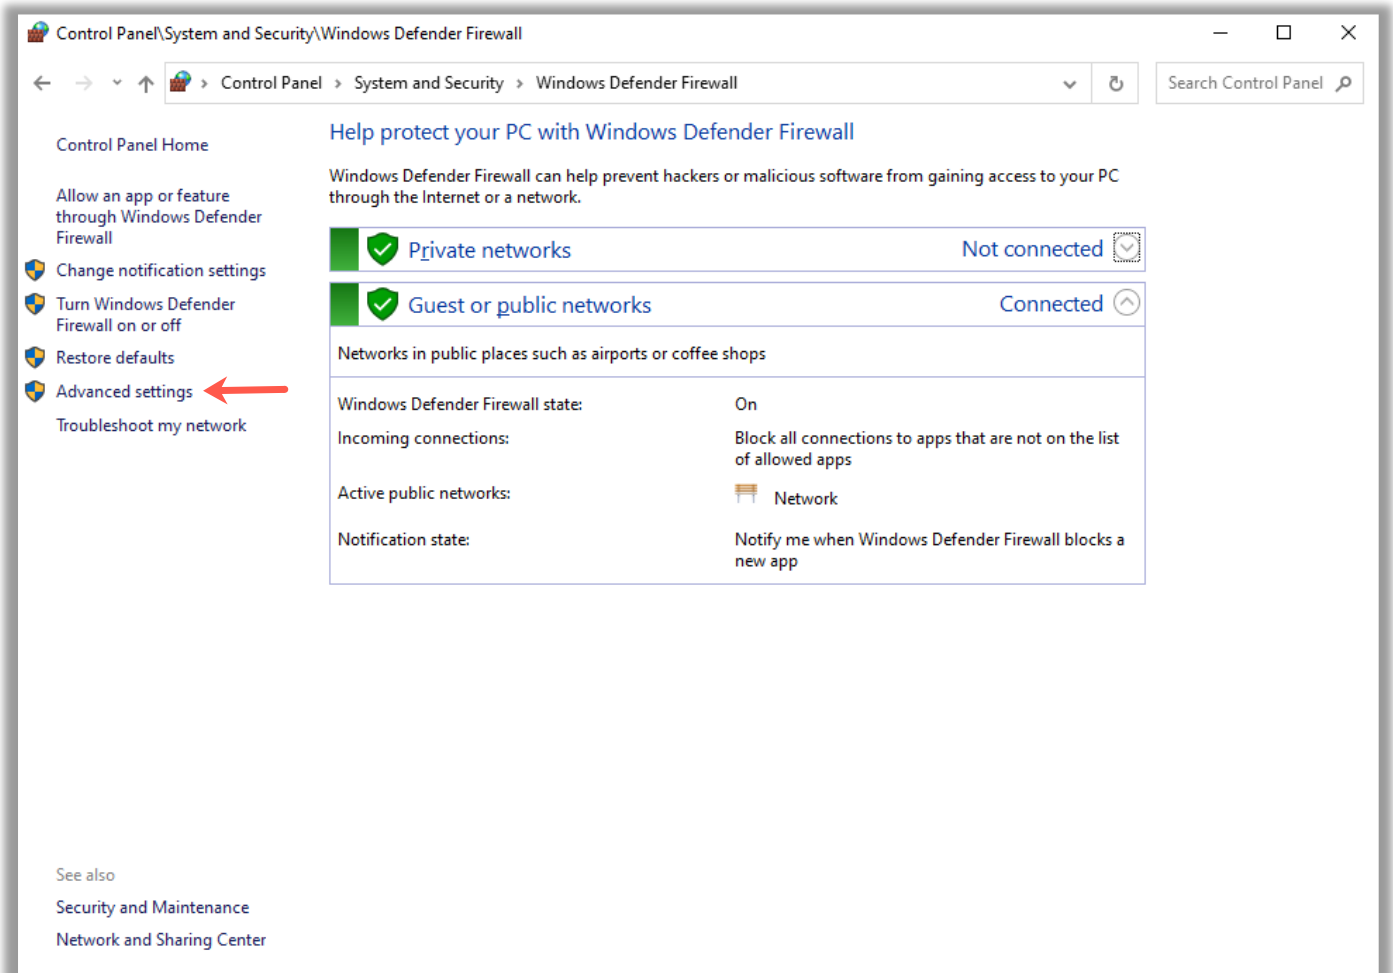 Control Panel\System and Security\Windows Defender Firewall
Control Panel > System and Security > Windows Defender Firewall
Search Control Panel
Control Panel Home
Allow an app or feature
through Windows Defender
Firewall
Change notification settings
Turn Windows Defender
Firewall on or off
Restore defaults
Advanced settings
Troubleshoot my network
Help protect your PC with Windows Defender Firewall
Windows Defender Firewall can help prevent hackers or malicious software from gaining access to your PC
through the Internet or a network.
Private networks Not connected
Guest or public networks Connected
Networks in public places such as airports or coffee shops
Windows Defender Firewall state: On
Incoming connections: Block all connections to apps that are not on the list
of allowed apps
Active public networks: Network
Notification state: Notify me when Windows Defender Firewall blocks a
new app
See also
Security and Maintenance
Network and Sharing Center